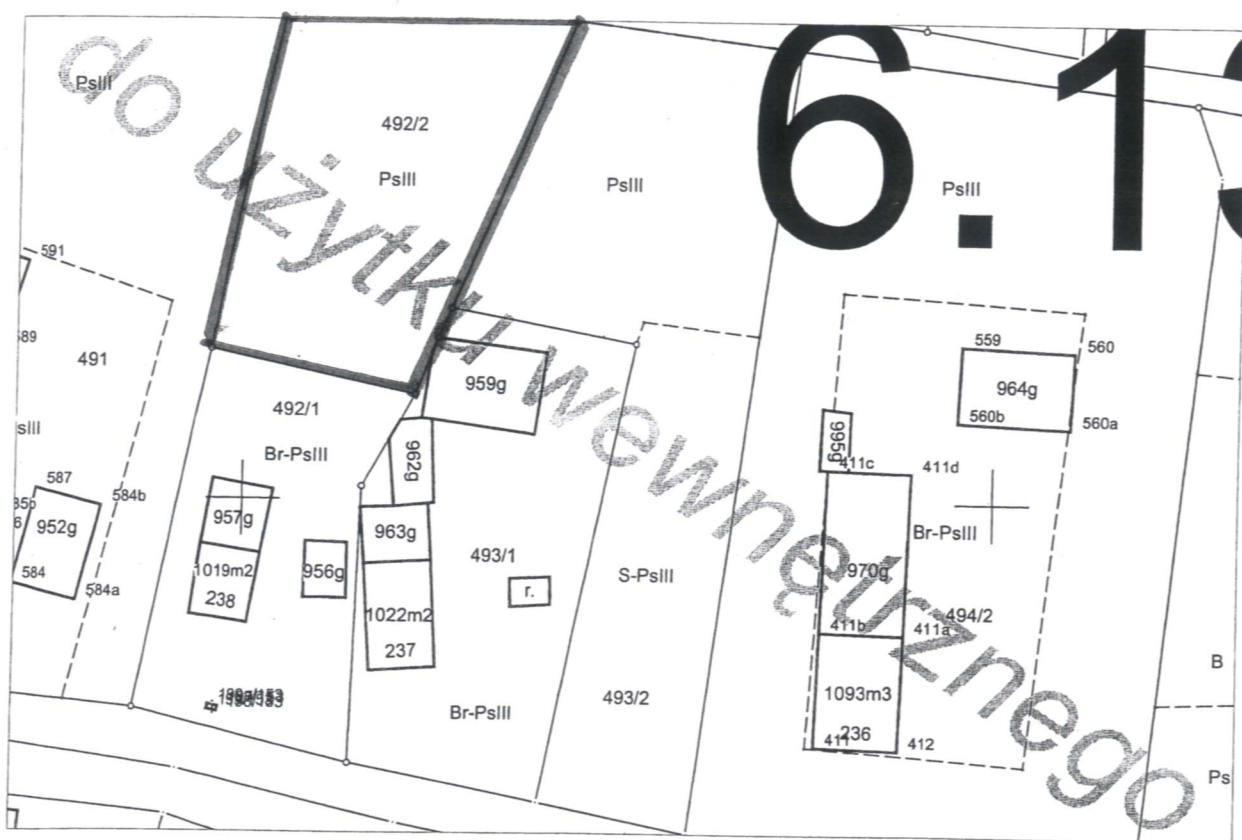 do użytku wewnętrznego
6.1
PsIII
492/2
PsIII
PsIII
PsIII
591
589
491
sIII
587
584b
952g
584
584a
492/1
Br-PsIII
957g
1019m2
238
956g
959g
962g
963g
493/1
1022m2
237
r.
Br-PsIII
S-PsIII
493/2
559
560
964g
560b
560a
995g
411c
411d
Br-PsIII
970g
494/2
411b
411a
1093m3
236
411
412
B
Ps